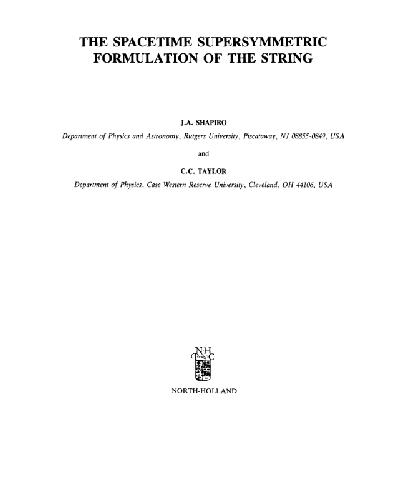 THE SPACETIME SUPERSYMMETRIC
FORMULATION OF THE STRING
J.A. SHAPIRO
Department of Physics and Astronomy, Rutgers University, Piscataway, NJ 08855-0849, USA
and
C.C. TAYLOR
Department of Physics, Case Western Reserve University, Cleveland, OH 44106, USA
NORTH-HOLLAND